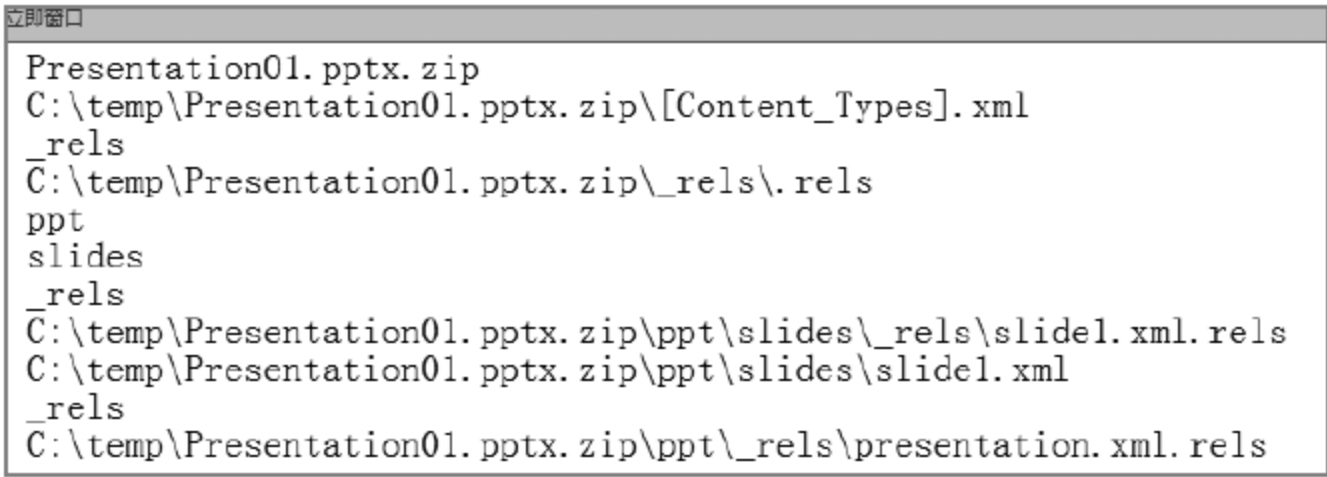 立即窗口
Presentation01.pptx.zip
C:\temp\Presentation01.pptx.zip\[Content_Types].xml
_rels
C:\temp\Presentation01.pptx.zip\_rels\.rels
ppt
slides
_rels
C:\temp\Presentation01.pptx.zip\ppt\slides\_rels\slide1.xml.rels
C:\temp\Presentation01.pptx.zip\ppt\slides\slide1.xml
_rels
C:\temp\Presentation01.pptx.zip\ppt\_rels\presentation.xml.rels